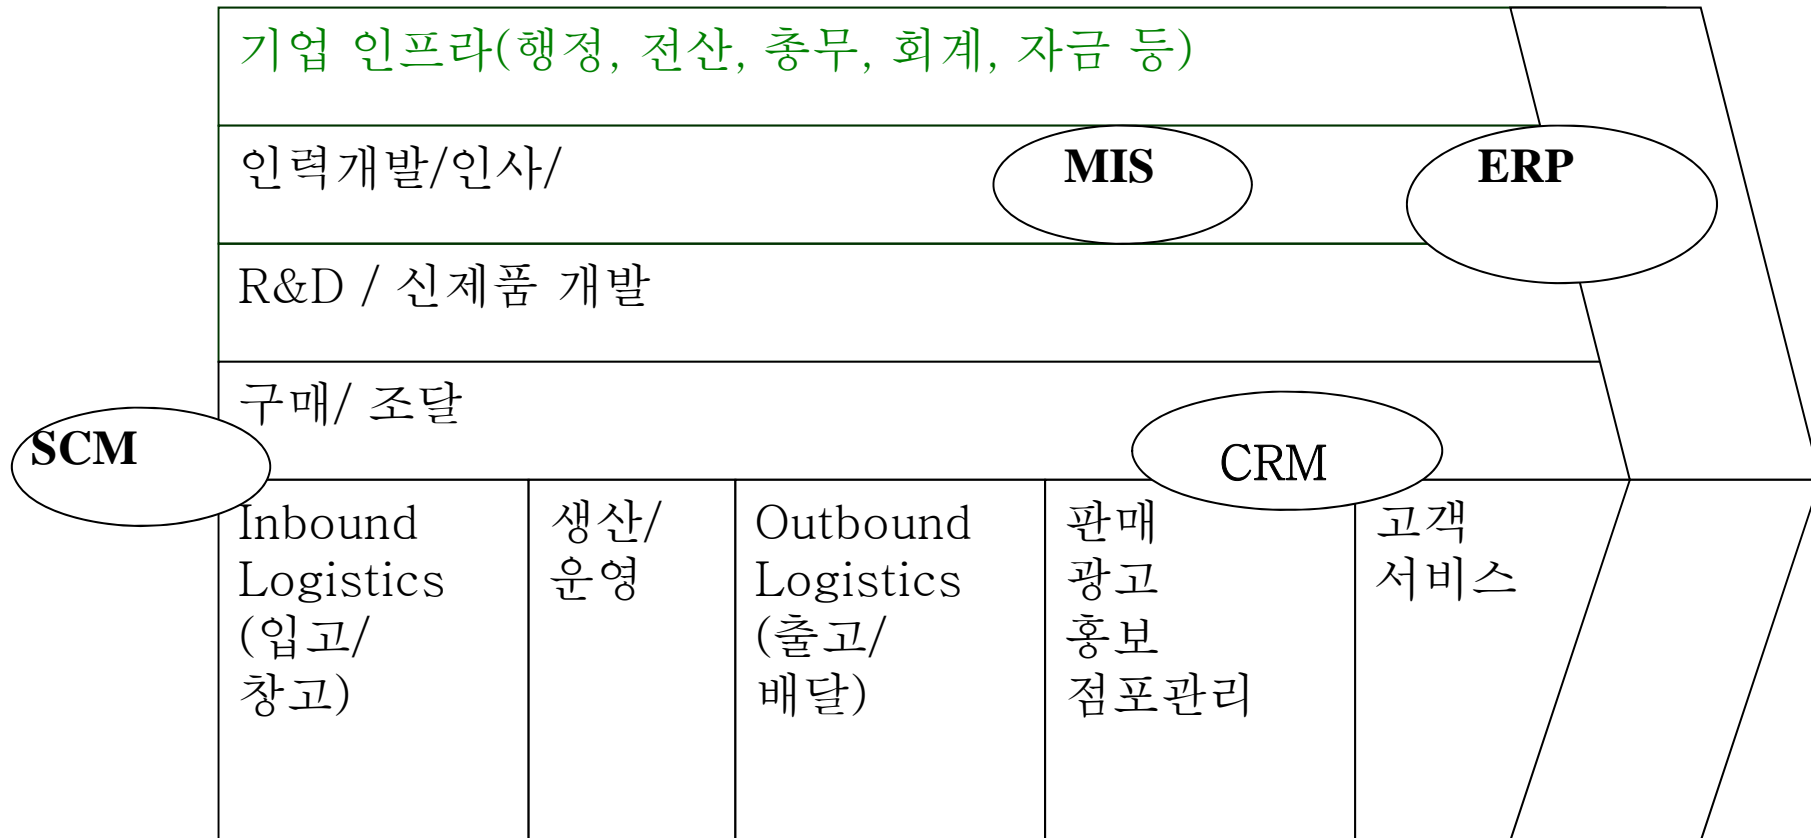 기업 인프라(행정, 전산, 총무, 회계, 자금 등)
인력개발/인사/
MIS
ERP
R&D / 신제품 개발
구매/ 조달
SCM
CRM
Inbound
Logistics
(입고/
창고)
생산/
운영
Outbound
Logistics
(출고/
배달)
판매
광고
홍보
점포관리
고객
서비스